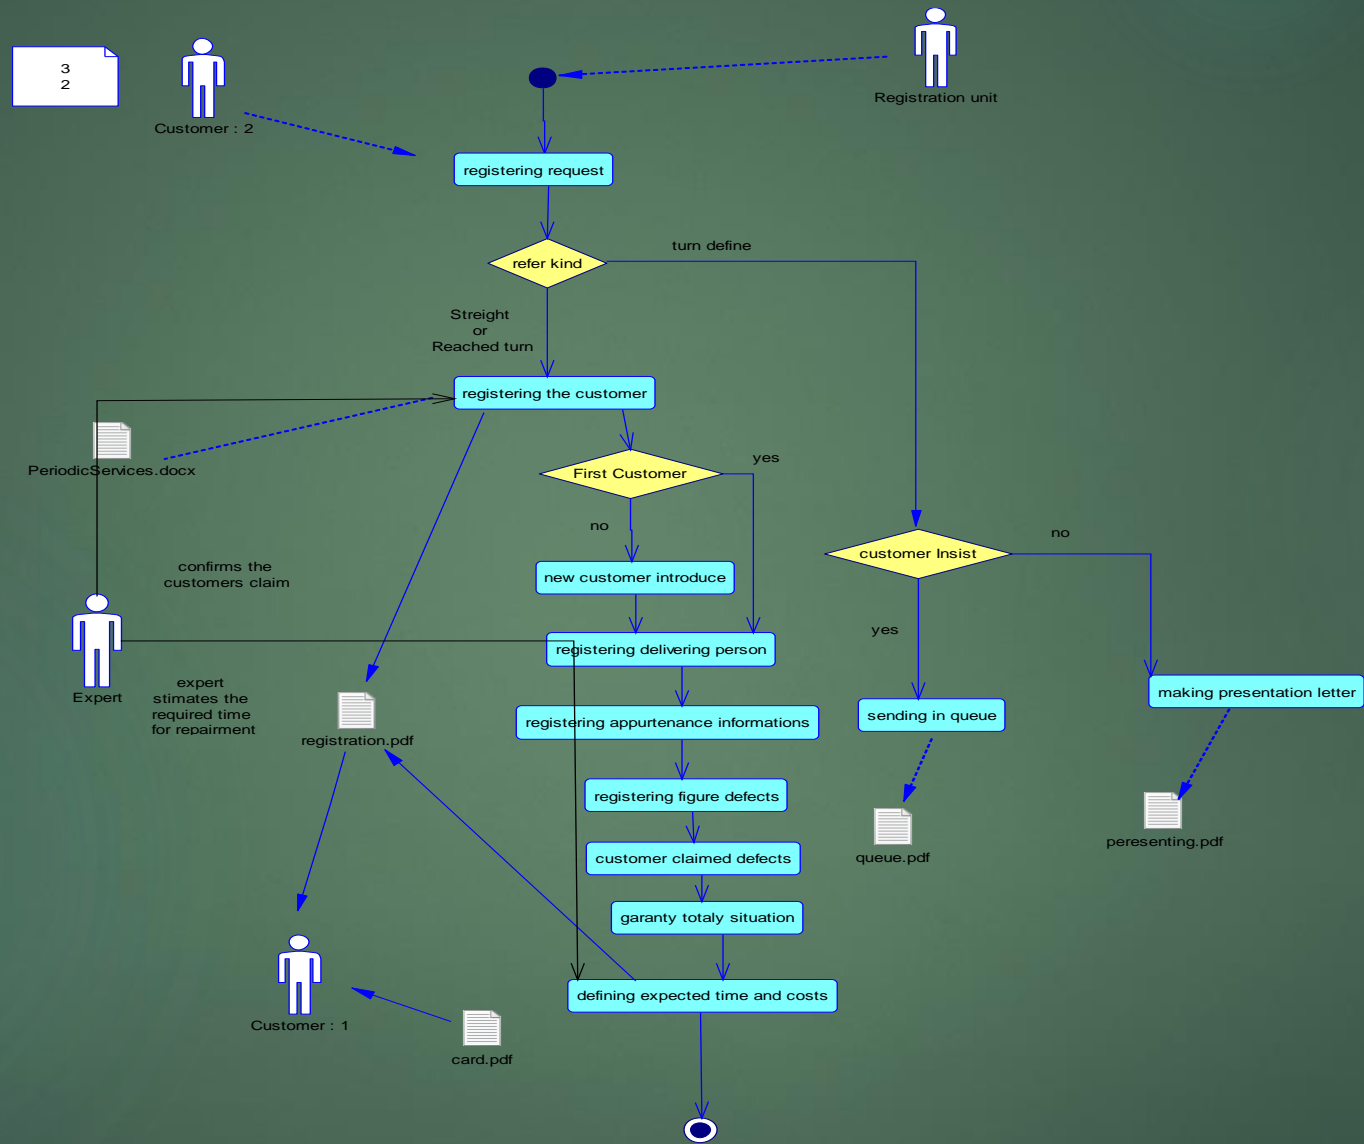 3
2
Customer : 2
Registration unit
registering request
refer kind
turn define
Streight
or
Reached turn
registering the customer
PeriodicServices.docx
First Customer
yes
no
customer Insist
no
confirms the
customers claim
new customer introduce
yes
registering delivering person
Expert
expert
stimates the
required time
for repairment
making presentation letter
sending in queue
registering appurtenance informations
registration.pdf
registering figure defects
queue.pdf
peresenting.pdf
customer claimed defects
garanty totaly situation
defining expected time and costs
Customer : 1
card.pdf